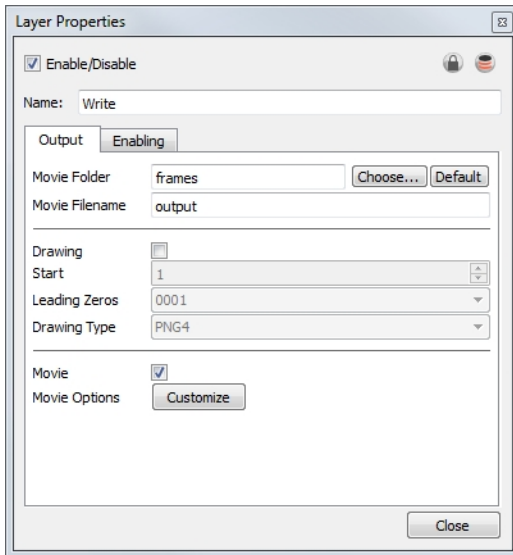 Layer Properties
Enable/Disable
Name: Write
Output Enabling
Movie Folder frames Choose... Default
Movie Filename output
Drawing
Start 1
Leading Zeros 0001
Drawing Type PNG4
Movie
Movie Options Customize
Close